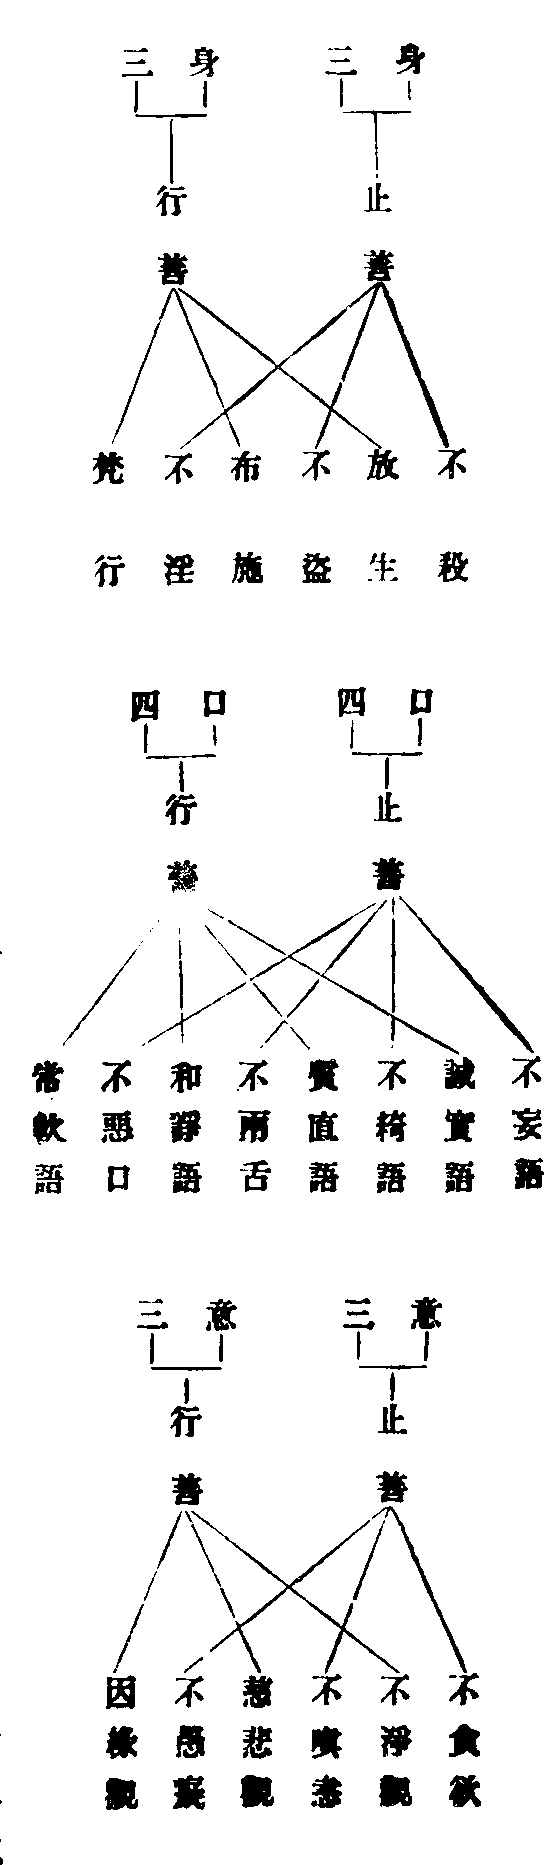 身三
止善
不殺
不盜
不淫
身三
行善
放生
布施
梵行
口四
止善
不妄語
不綺語
不兩舌
不惡口
口四
行善
誠實語
質直語
和諍語
常軟語
意三
止善
不貪欲
不嗔恚
不愚癡
意三
行善
不淨觀
慈悲觀
因緣觀